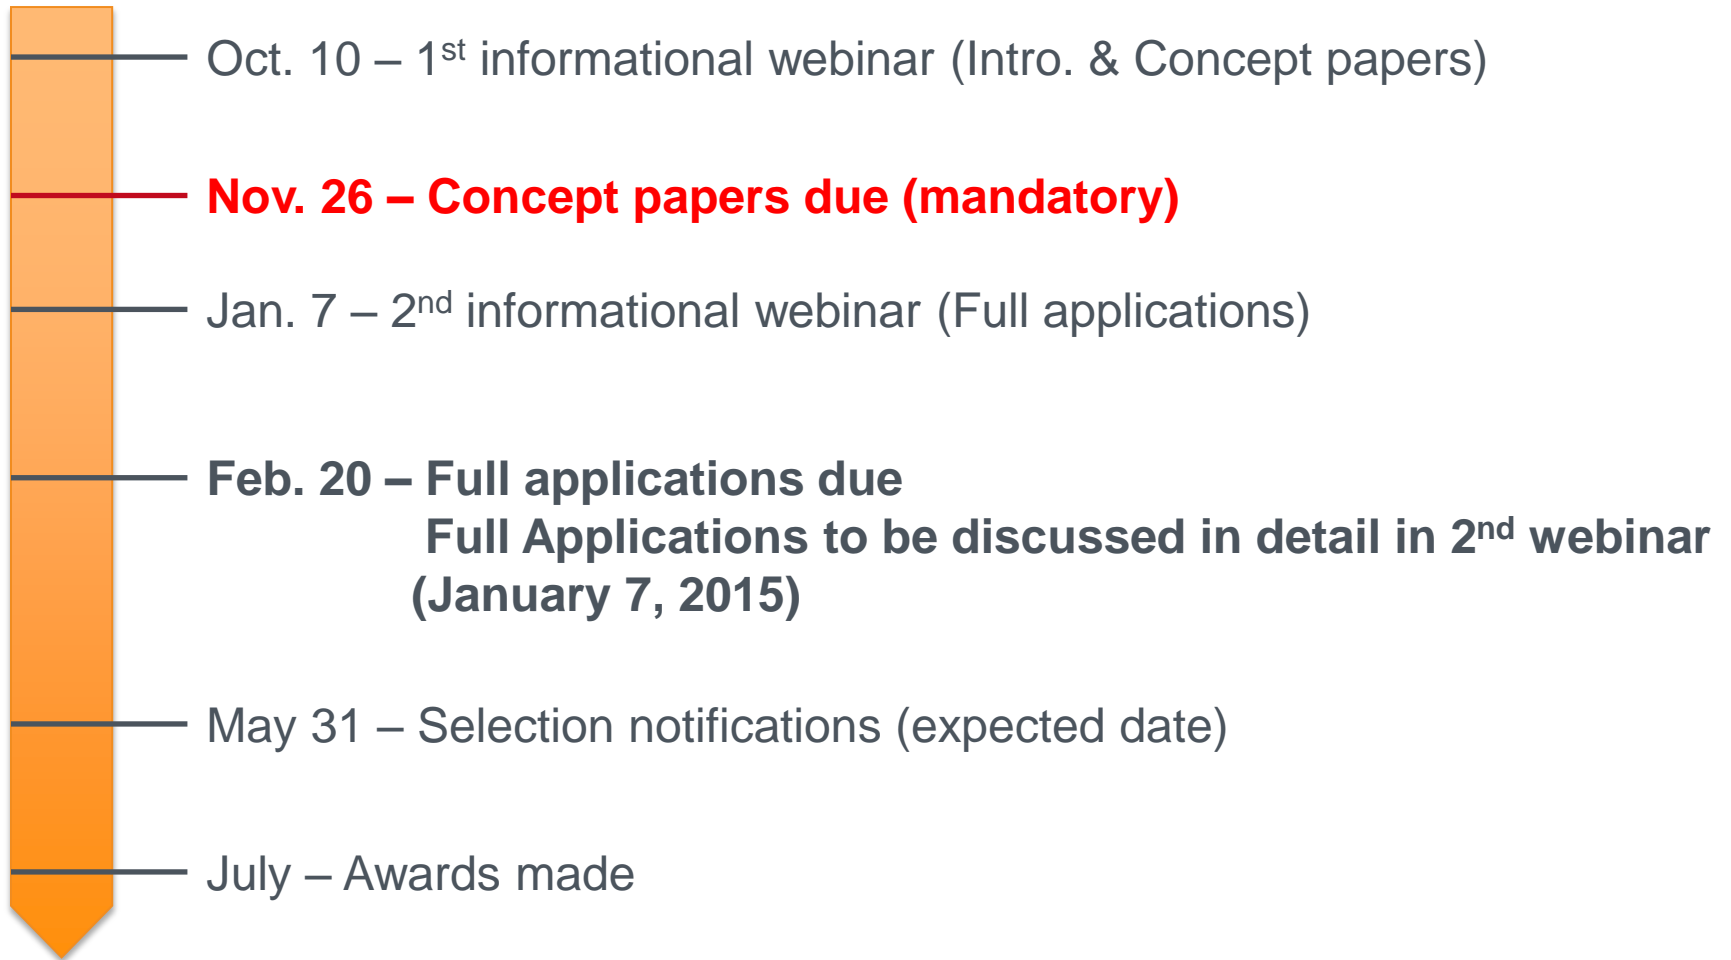 Oct. 10 – 1st informational webinar (Intro. & Concept papers)
Nov. 26 – Concept papers due (mandatory)
Jan. 7 – 2nd informational webinar (Full applications)
Feb. 20 – Full applications due
Full Applications to be discussed in detail in 2nd webinar
(January 7, 2015)
May 31 – Selection notifications (expected date)
July – Awards made